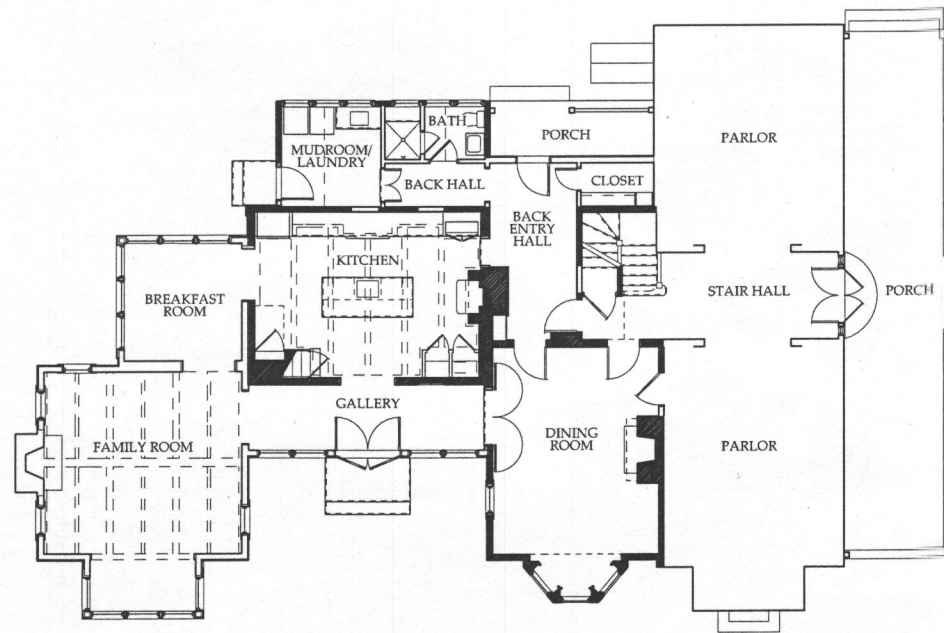 BATH
PORCH
PARLOR
MUDROOM/
LAUNDRY
BACK HALL
CLOSET
BACK
ENTRY
HALL
KITCHEN
BREAKFAST
ROOM
STAIR HALL
PORCH
GALLERY
FAMILY ROOM
DINING
ROOM
PARLOR